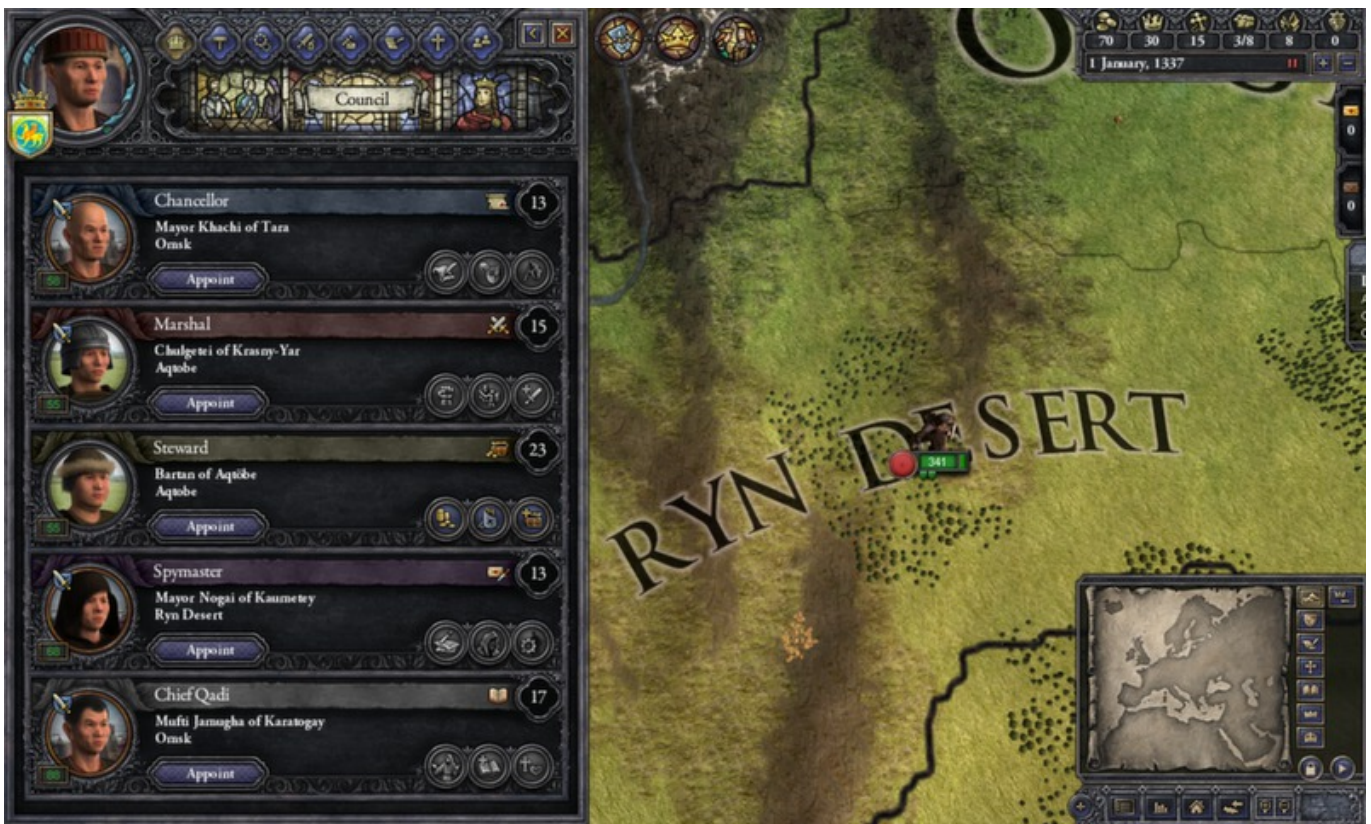 Council
Chancellor
13
Mayor Khachi of Tara
Omsk
Appoint
Marshal
15
Chulgetei of Krasny-Yar
Aqtobe
55
Appoint
Steward
23
Bartan of Aqtöbe
Aqtobe
55
Appoint
Spymaster
13
Mayor Nogai of Kaumetey
Ryn Desert
Appoint
Chief Qadi
17
Mufti Jamugha of Karatogay
Omsk
Appoint
70 30 15 3/8 8 0
1 January, 1337
0
0
RYN DESERT
341